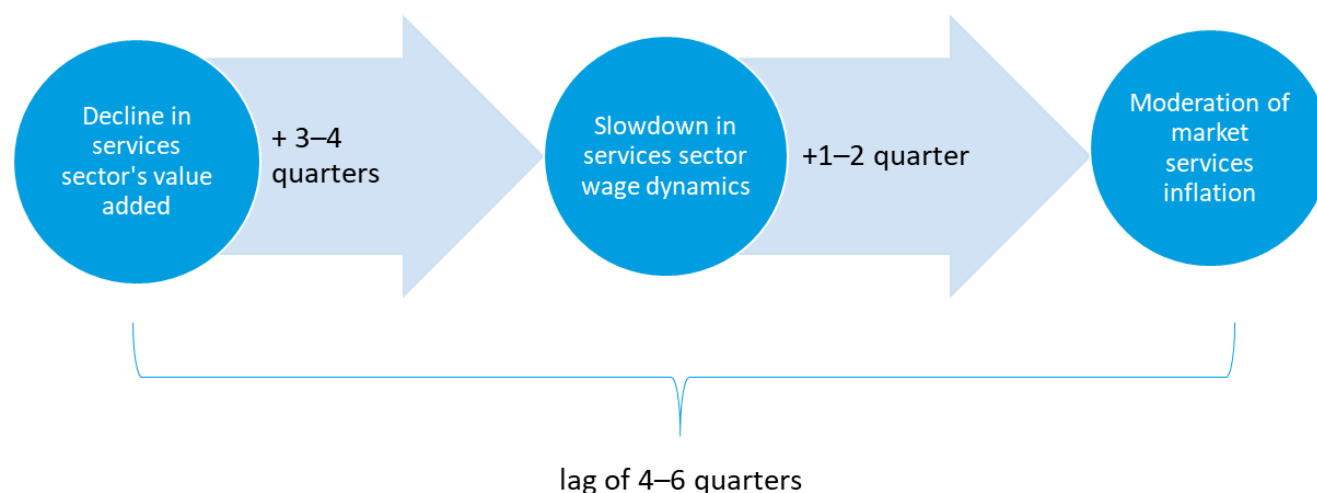 Decline in
services
sector's value
added
+ 3–4
quarters
Slowdown in
services sector
wage dynamics
+1–2 quarter
Moderation of
market
services
inflation
lag of 4–6 quarters